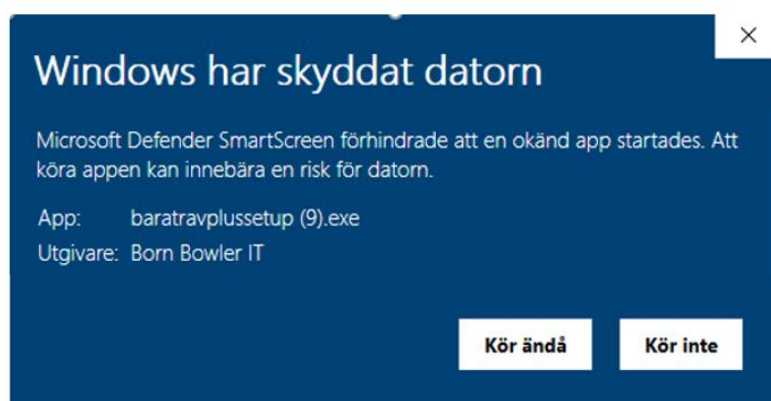 Windows har skyddat datorn
Microsoft Defender SmartScreen förhindrade att en okänd app startades. Att
köra appen kan innebära en risk för datorn.
App: baratravplussetup (9).exe
Utgivare: Born Bowler IT
Kör ändå Kör inte